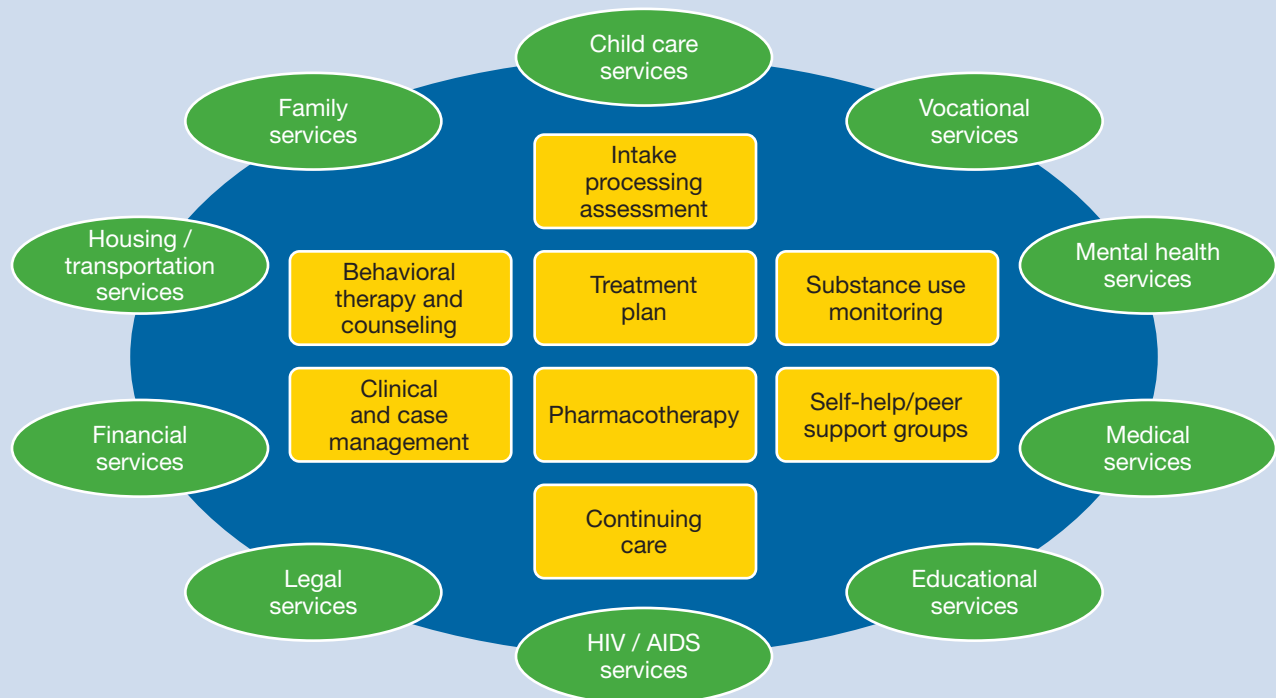 Child care
services
Family
services
Vocational
services
Intake
processing
assessment
Housing /
transportation
services
Behavioral
therapy and
counseling
Treatment
plan
Substance use
monitoring
Mental health
services
Clinical
and case
management
Pharmacotherapy
Self-help/peer
support groups
Financial
services
Medical
services
Continuing
care
Legal
services
Educational
services
HIV / AIDS
services